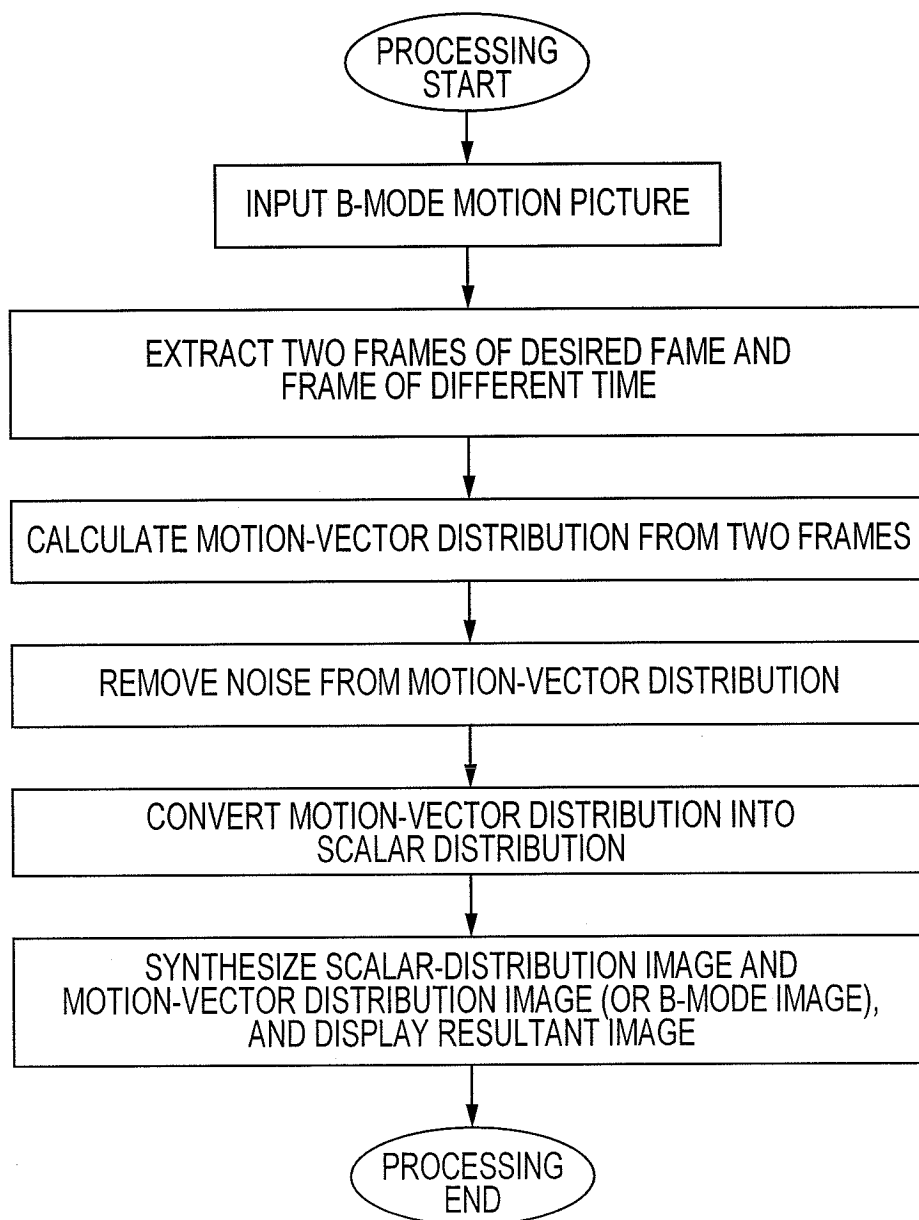 PROCESSING
START
INPUT B-MODE MOTION PICTURE
EXTRACT TWO FRAMES OF DESIRED FAME AND
FRAME OF DIFFERENT TIME
CALCULATE MOTION-VECTOR DISTRIBUTION FROM TWO FRAMES
REMOVE NOISE FROM MOTION-VECTOR DISTRIBUTION
CONVERT MOTION-VECTOR DISTRIBUTION INTO
SCALAR DISTRIBUTION
SYNTHESIZE SCALAR-DISTRIBUTION IMAGE AND
MOTION-VECTOR DISTRIBUTION IMAGE (OR B-MODE IMAGE),
AND DISPLAY RESULTANT IMAGE
PROCESSING
END